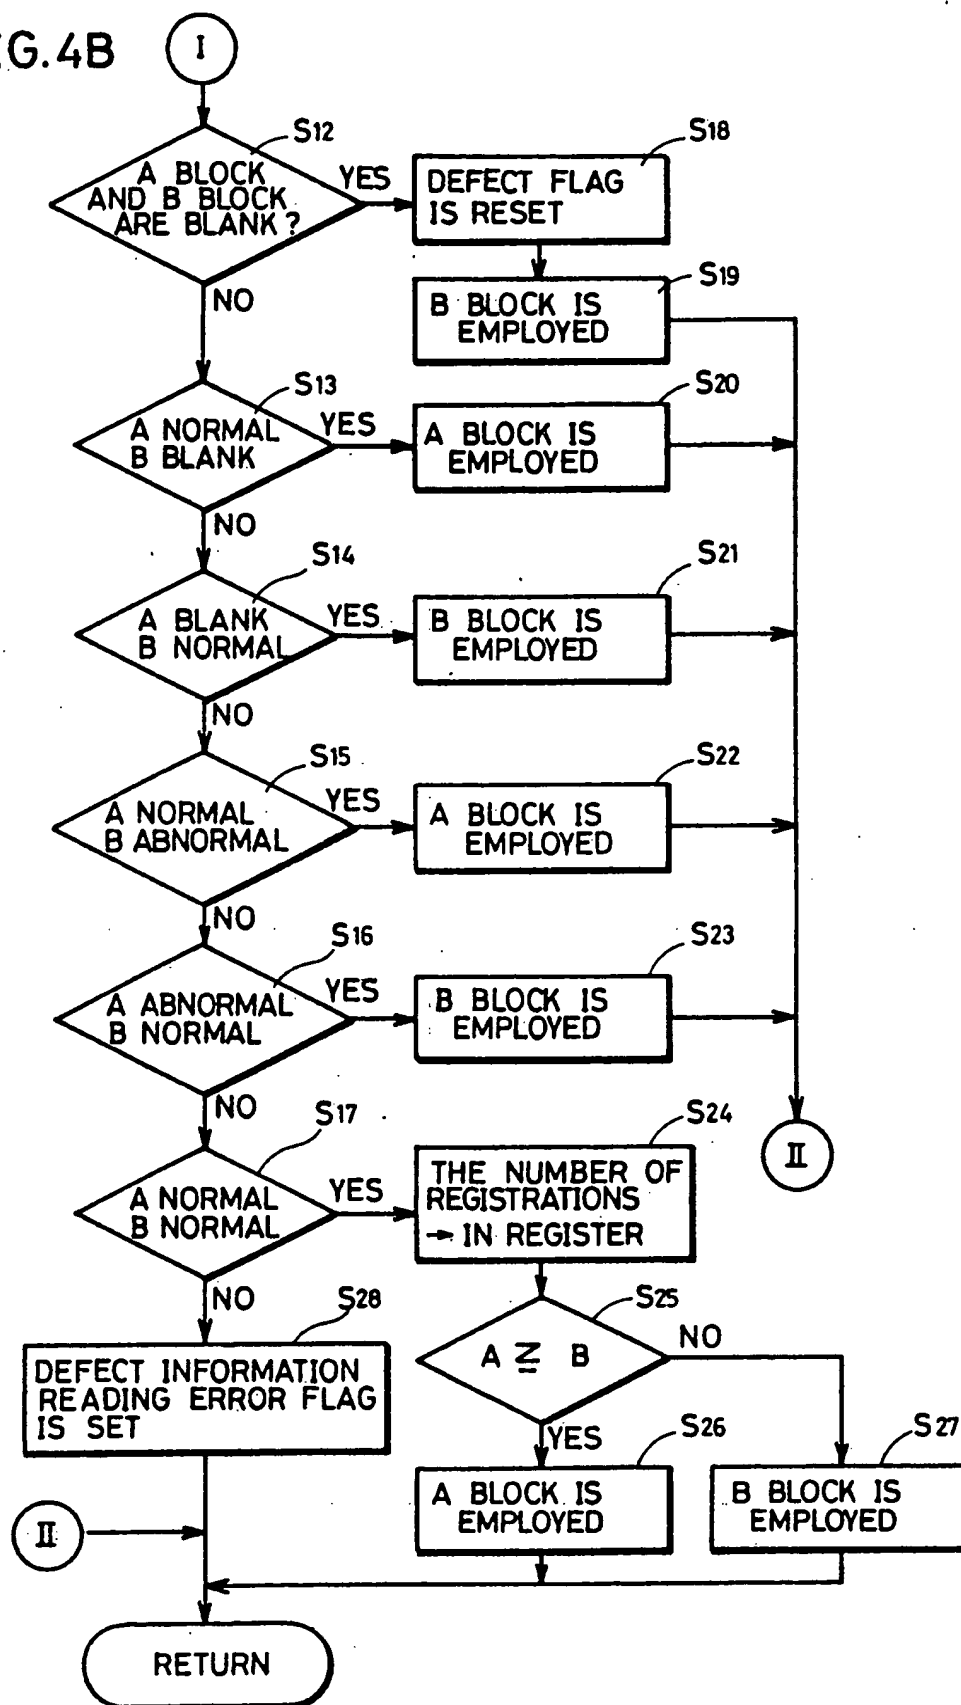 G.4B
I
S12
A BLOCK
AND B BLOCK
ARE BLANK?
YES
NO
S18
DEFECT FLAG
IS RESET
S19
B BLOCK IS
EMPLOYED
S13
A NORMAL
B BLANK
YES
NO
S20
A BLOCK IS
EMPLOYED
S14
A BLANK
B NORMAL
YES
NO
S21
B BLOCK IS
EMPLOYED
S15
A NORMAL
B ABNORMAL
YES
NO
S22
A BLOCK IS
EMPLOYED
S16
A ABNORMAL
B NORMAL
YES
NO
S23
B BLOCK IS
EMPLOYED
II
S17
A NORMAL
B NORMAL
YES
NO
S24
THE NUMBER OF
REGISTRATIONS
→ IN REGISTER
S25
A ≧ B
NO
YES
S28
DEFECT INFORMATION
READING ERROR FLAG
IS SET
S26
A BLOCK IS
EMPLOYED
S27
B BLOCK IS
EMPLOYED
II
RETURN